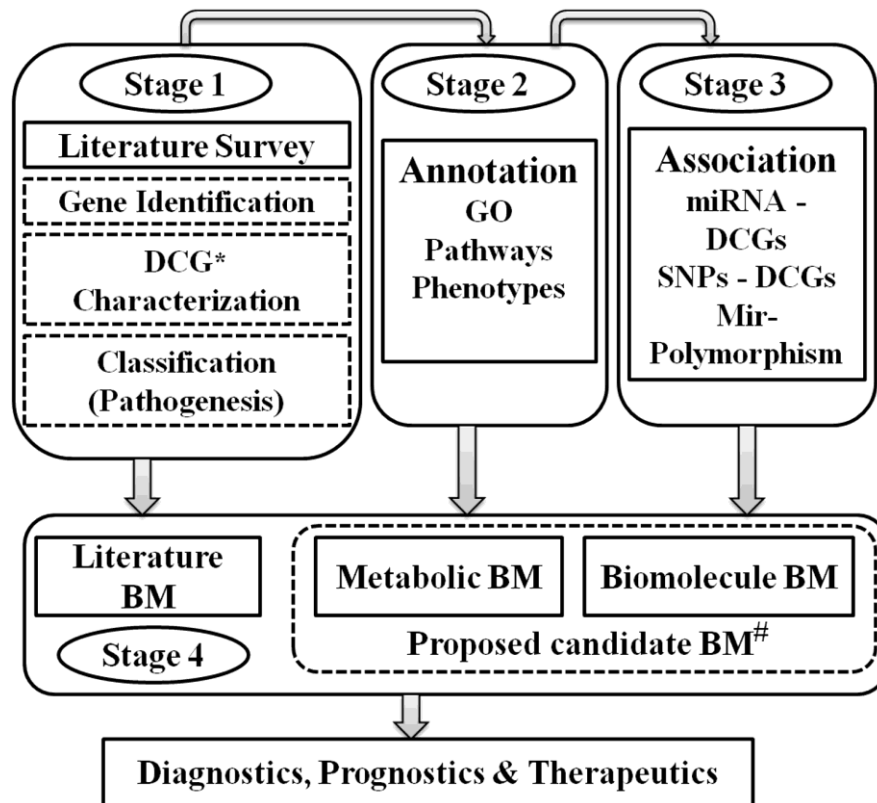 Stage 1
Literature Survey
Gene Identification
DCG*
Characterization
Classification
(Pathogenesis)
Stage 2
Annotation
GO
Pathways
Phenotypes
Stage 3
Association
miRNA -
DCGs
SNPs - DCGs
Mir-
Polymorphism
Literature
BM
Stage 4
Metabolic BM
Biomolecule BM
Proposed candidate BM#
Diagnostics, Prognostics & Therapeutics